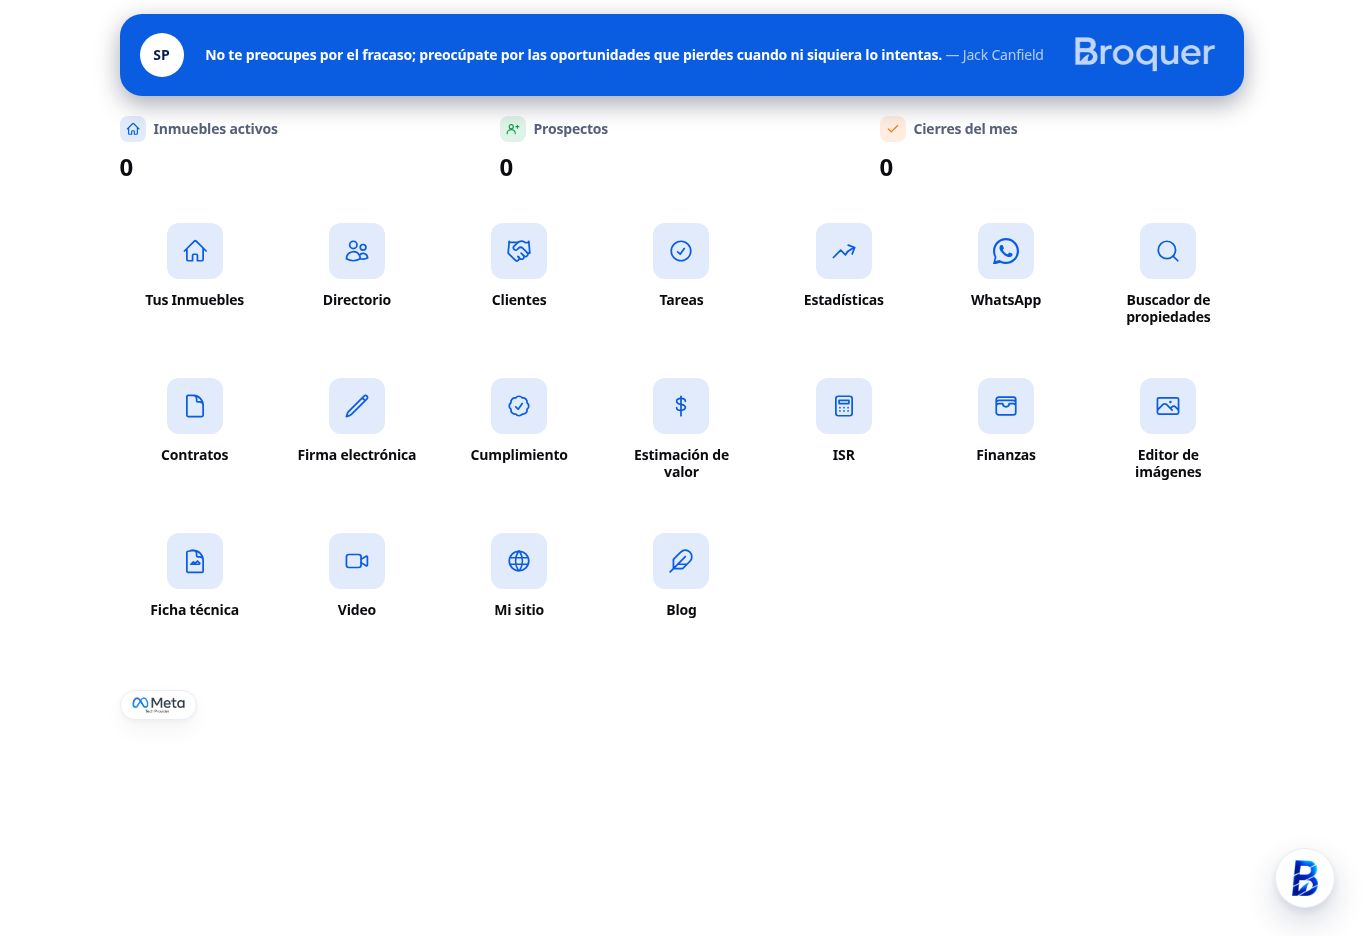 SP
No te preocupes por el fracaso; preocúpate por las oportunidades que pierdes cuando ni siquiera lo intentas. — Jack Canfield
Broquer
Inmuebles activos
Prospectos
Cierres del mes
0
0
0
Tus Inmuebles
Directorio
Clientes
Tareas
Estadísticas
WhatsApp
Buscador de
propiedades
Contratos
Firma electrónica
Cumplimiento
Estimación de
valor
ISR
Finanzas
Editor de
imágenes
Ficha técnica
Video
Mi sitio
Blog
Meta
Tech Provider
B